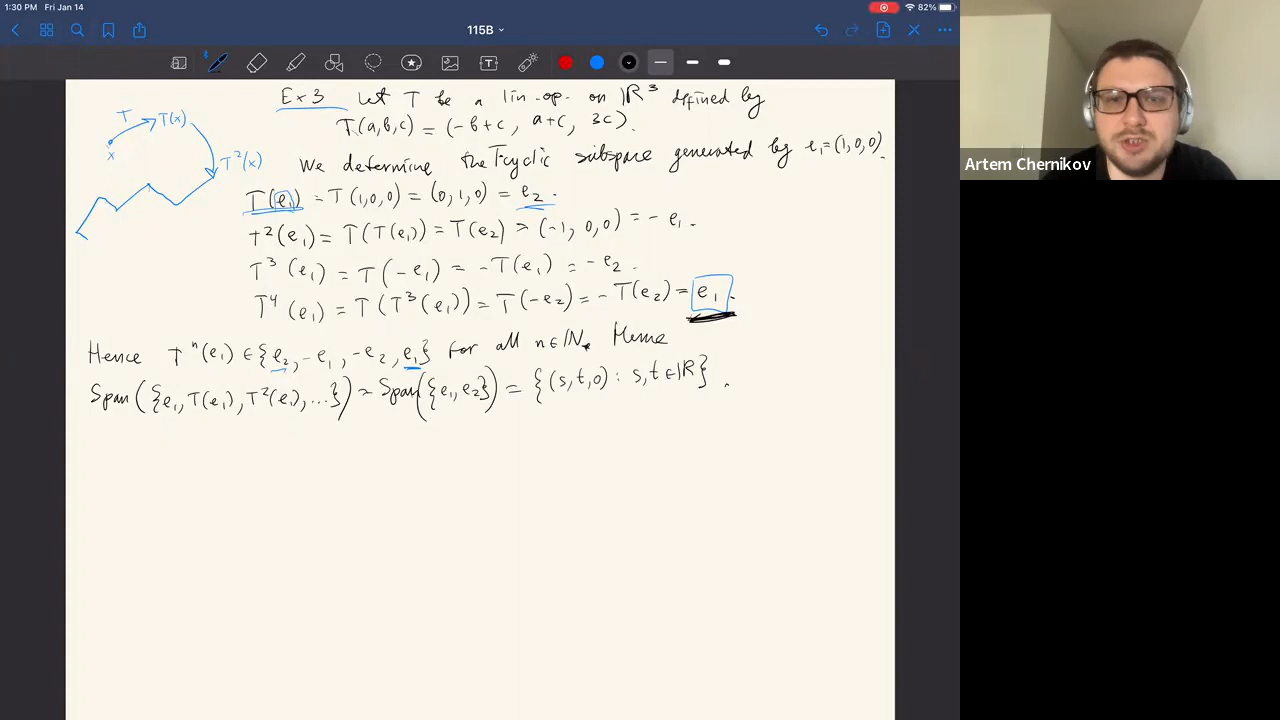 1:30 PM Fri Jan 14
82%
115B
Ex 3 Let T be a lin. op. on ℝ³ defined by
T(a,b,c) = (-b+c, a+c, 3c).
We determine the T-cyclic subspace generated by e₁=(1,0,0).
T T(x)
x
T²(x)
T(e₁) = T(1,0,0) = (0,1,0) = e₂.
T²(e₁) = T(T(e₁)) = T(e₂) = (-1, 0,0) = - e₁.
T³(e₁) = T(-e₁) = -T(e₁) = -e₂.
T⁴(e₁) = T(T³(e₁)) = T(-e₂) = -T(e₂) = e₁.
Hence Tⁿ(e₁) ∈ {e₂, -e₁, -e₂, e₁} for all n∈ℕ. Hence
Span({e₁, T(e₁), T²(e₁), ...}) = Span({e₁, e₂}) = {(s,t,0) : s,t ∈ ℝ}.
Artem Chernikov